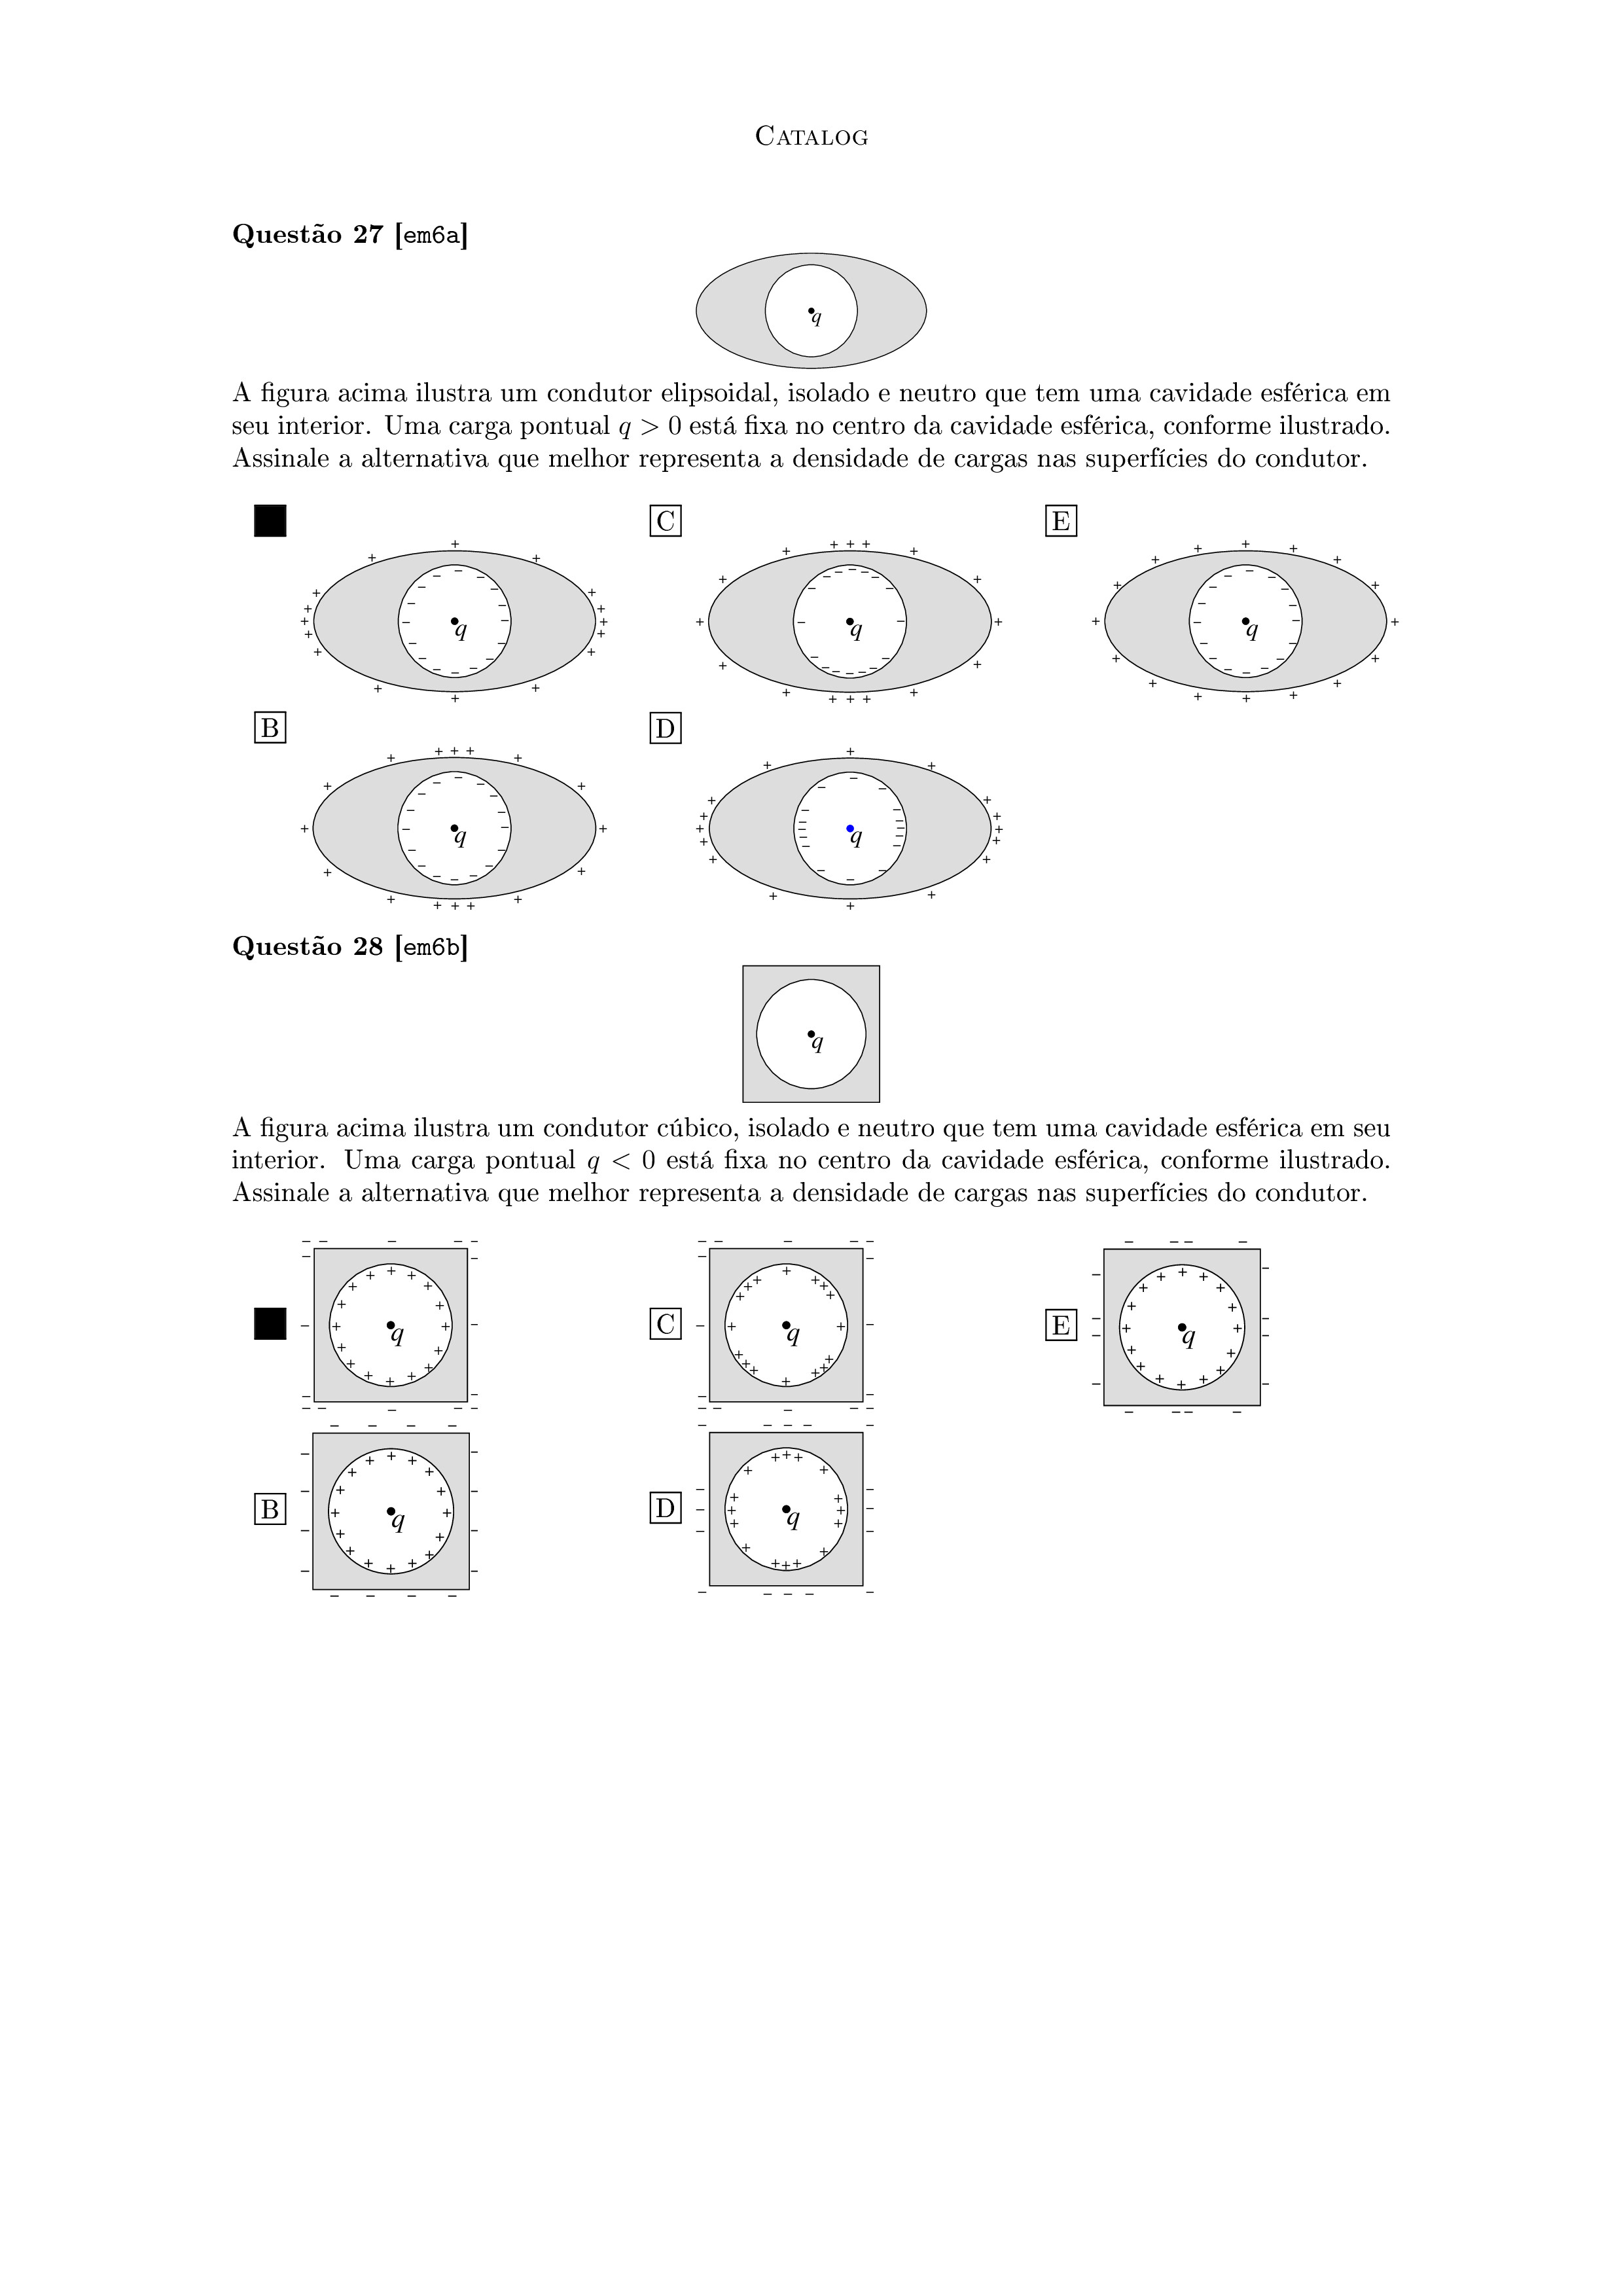 CATALOG
Questão 27 [em6a]
q
A figura acima ilustra um condutor elipsoidal, isolado e neutro que tem uma cavidade esférica em
seu interior. Uma carga pontual q > 0 está fixa no centro da cavidade esférica, conforme ilustrado.
Assinale a alternativa que melhor representa a densidade de cargas nas superfícies do condutor.
C E
q q q
B D
q q
Questão 28 [em6b]
q
A figura acima ilustra um condutor cúbico, isolado e neutro que tem uma cavidade esférica em seu
interior. Uma carga pontual q < 0 está fixa no centro da cavidade esférica, conforme ilustrado.
Assinale a alternativa que melhor representa a densidade de cargas nas superfícies do condutor.
q C q E q
B q D q